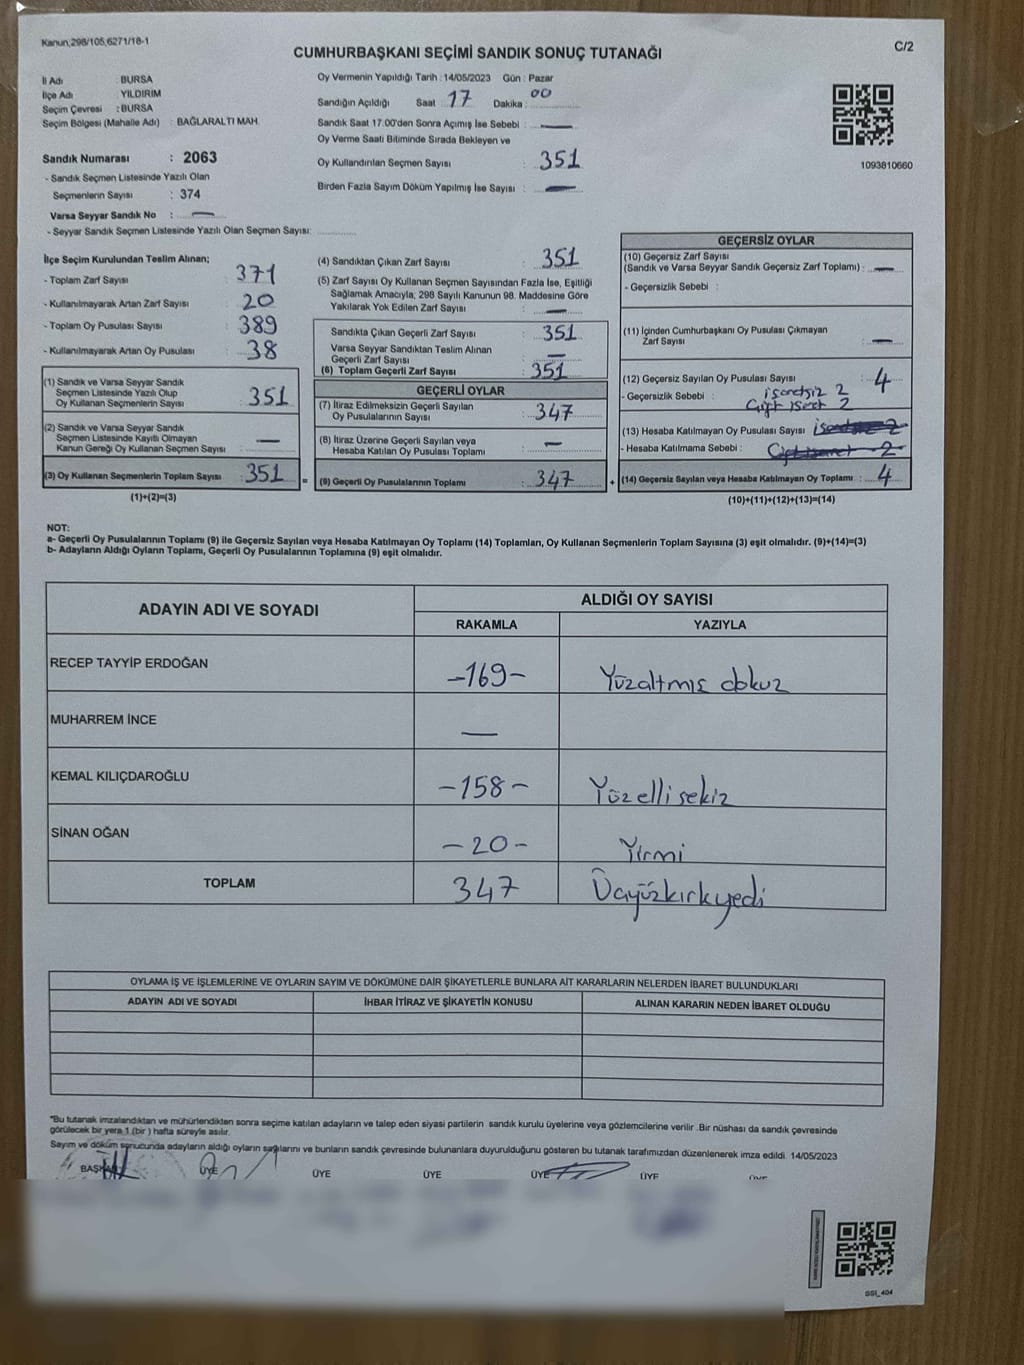 Kanun;298/105,6271/18-1
C/2
CUMHURBAŞKANI SEÇİMİ SANDIK SONUÇ TUTANAĞI
İl Adı : BURSA
İlçe Adı : YILDIRIM
Seçim Çevresi : BURSA
Seçim Bölgesi (Mahalle Adı) : BAĞLARALTI MAH.
Sandık Numarası : 2063
- Sandık Seçmen Listesinde Yazılı Olan
Seçmenlerin Sayısı : 374
Varsa Seyyar Sandık No : —
- Seyyar Sandık Seçmen Listesinde Yazılı Olan Seçmen Sayısı:
Oy Vermenin Yapıldığı Tarih : 14/05/2023 Gün : Pazar
Sandığın Açıldığı Saat 17 Dakika : 00
Sandık Saat 17.00'den Sonra Açılmış İse Sebebi : —
Oy Verme Saati Bitiminde Sırada Bekleyen ve
Oy Kullandırılan Seçmen Sayısı : 351
Birden Fazla Sayım Döküm Yapılmış İse Sayısı : —
1093810660
İlçe Seçim Kurulundan Teslim Alınan;
- Toplam Zarf Sayısı : 371
- Kullanılmayarak Artan Zarf Sayısı : 20
- Toplam Oy Pusulası Sayısı : 389
- Kullanılmayarak Artan Oy Pusulası : 38
(1) Sandık ve Varsa Seyyar Sandık
Seçmen Listesinde Yazılı Olup
Oy Kullanan Seçmenlerin Sayısı : 351
(2) Sandık ve Varsa Seyyar Sandık
Seçmen Listesinde Kayıtlı Olmayan
Kanun Gereği Oy Kullanan Seçmen Sayısı : —
(3) Oy Kullanan Seçmenlerin Toplam Sayısı : 351
(1)+(2)=(3)
=
(4) Sandıktan Çıkan Zarf Sayısı : 351
(5) Zarf Sayısı Oy Kullanan Seçmen Sayısından Fazla İse, Eşitliği
Sağlamak Amacıyla; 298 Sayılı Kanunun 98. Maddesine Göre
Yakılarak Yok Edilen Zarf Sayısı : —
Sandıkta Çıkan Geçerli Zarf Sayısı : 351
Varsa Seyyar Sandıktan Teslim Alınan
Geçerli Zarf Sayısı : —
(6) Toplam Geçerli Zarf Sayısı : 351
GEÇERLİ OYLAR
(7) İtiraz Edilmeksizin Geçerli Sayılan
Oy Pusulalarının Sayısı : 347
(8) İtiraz Üzerine Geçerli Sayılan veya
Hesaba Katılan Oy Pusulası Toplamı : —
(9) Geçerli Oy Pusulalarının Toplamı : 347
+
GEÇERSİZ OYLAR
(10) Geçersiz Zarf Sayısı
(Sandık ve Varsa Seyyar Sandık Geçersiz Zarf Toplamı) : —
- Geçersizlik Sebebi :
(11) İçinden Cumhurbaşkanı Oy Pusulası Çıkmayan
Zarf Sayısı : —
(12) Geçersiz Sayılan Oy Pusulası Sayısı : 4
- Geçersizlik Sebebi : işaretsiz 2
Çift işaret 2
(13) Hesaba Katılmayan Oy Pusulası Sayısı
- Hesaba Katılmama Sebebi :
(14) Geçersiz Sayılan veya Hesaba Katılmayan Oy Toplamı : 4
(10)+(11)+(12)+(13)=(14)
NOT:
a- Geçerli Oy Pusulalarının Toplamı (9) ile Geçersiz Sayılan veya Hesaba Katılmayan Oy Toplamı (14) Toplamları, Oy Kullanan Seçmenlerin Toplam Sayısına (3) eşit olmalıdır. (9)+(14)=(3)
b- Adayların Aldığı Oyların Toplamı, Geçerli Oy Pusulalarının Toplamına (9) eşit olmalıdır.
ADAYIN ADI VE SOYADI
ALDIĞI OY SAYISI
RAKAMLA YAZIYLA
RECEP TAYYİP ERDOĞAN -169- Yüzaltmış dokuz
MUHARREM İNCE —
KEMAL KILIÇDAROĞLU -158- Yüzellisekiz
SİNAN OĞAN -20- Yirmi
TOPLAM 347 Üçyüzkırkyedi
OYLAMA İŞ VE İŞLEMLERİNE VE OYLARIN SAYIM VE DÖKÜMÜNE DAİR ŞİKAYETLERLE BUNLARA AİT KARARLARIN NELERDEN İBARET BULUNDUKLARI
ADAYIN ADI VE SOYADI İHBAR İTİRAZ VE ŞİKAYETİN KONUSU ALINAN KARARIN NEDEN İBARET OLDUĞU
*Bu tutanak imzalandıktan ve mühürlendikten sonra seçime katılan adayların ve talep eden siyasi partilerin sandık kurulu üyelerine veya gözlemcilerine verilir .Bir nüshası da sandık çevresinde
görülecek bir yere 1 (bir ) hafta süreyle asılır.
Sayım ve döküm sonucunda adayların aldığı oyların sayılarını ve bunların sandık çevresinde bulunanlara duyurulduğunu gösteren bu tutanak tarafımızdan düzenlenerek imza edildi. 14/05/2023
BAŞKAN ÜYE ÜYE ÜYE ÜYE ÜYE ÜYE
SSI_404